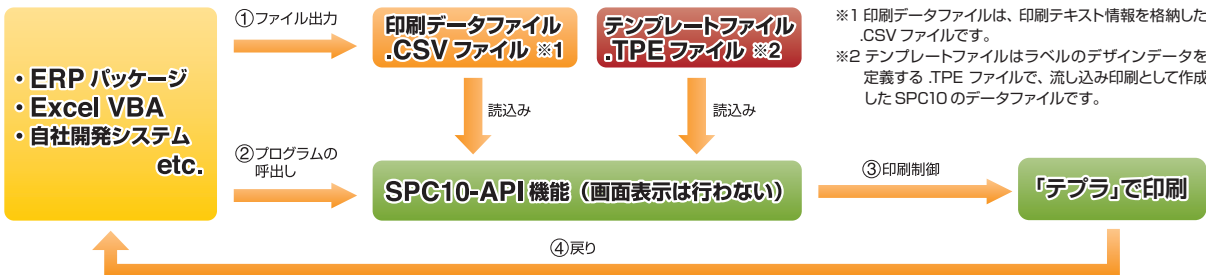 ・ERP パッケージ
・Excel VBA
・自社開発システム
etc.
①ファイル出力
印刷データファイル
.CSV ファイル ※1
テンプレートファイル
.TPE ファイル ※2
※1 印刷データファイルは、印刷テキスト情報を格納した
.CSV ファイルです。
※2 テンプレートファイルはラベルのデザインデータを
定義する .TPE ファイルで、流し込み印刷として作成
した SPC10 のデータファイルです。
読込み
読込み
②プログラムの
呼出し
SPC10-API 機能（画面表示は行わない）
③印刷制御
「テプラ」で印刷
④戻り